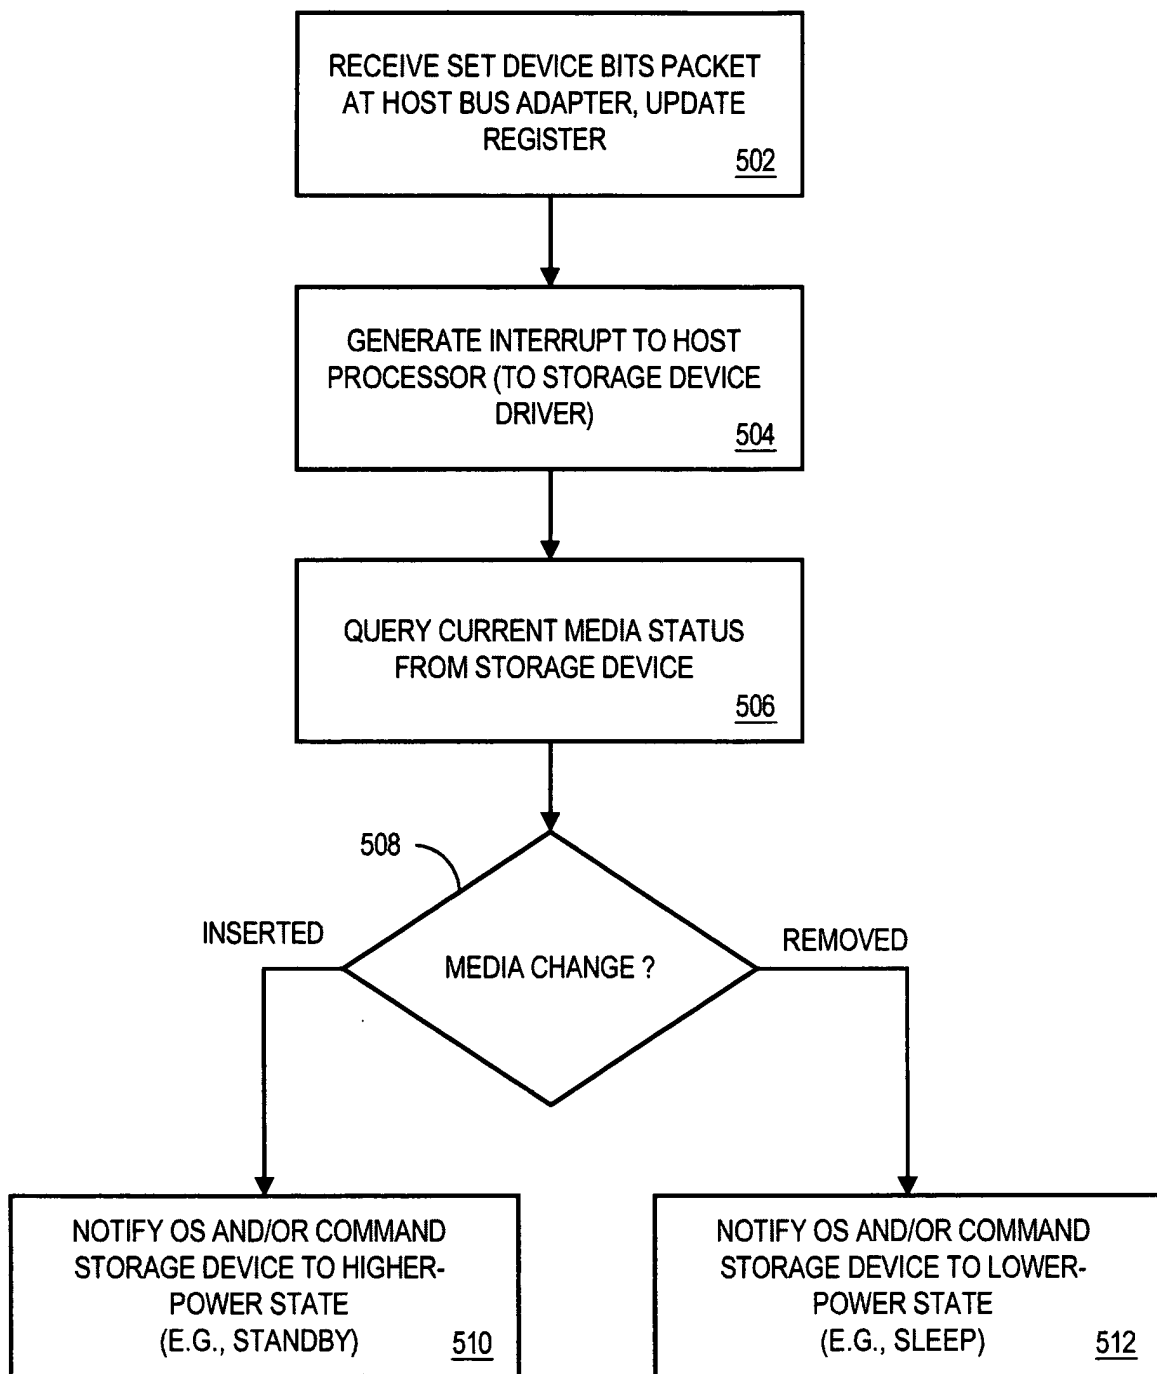 RECEIVE SET DEVICE BITS PACKET
AT HOST BUS ADAPTER, UPDATE
REGISTER
502
GENERATE INTERRUPT TO HOST
PROCESSOR (TO STORAGE DEVICE
DRIVER)
504
QUERY CURRENT MEDIA STATUS
FROM STORAGE DEVICE
506
508
INSERTED
MEDIA CHANGE ?
REMOVED
NOTIFY OS AND/OR COMMAND
STORAGE DEVICE TO HIGHER-
POWER STATE
(E.G., STANDBY)
510
NOTIFY OS AND/OR COMMAND
STORAGE DEVICE TO LOWER-
POWER STATE
(E.G., SLEEP)
512